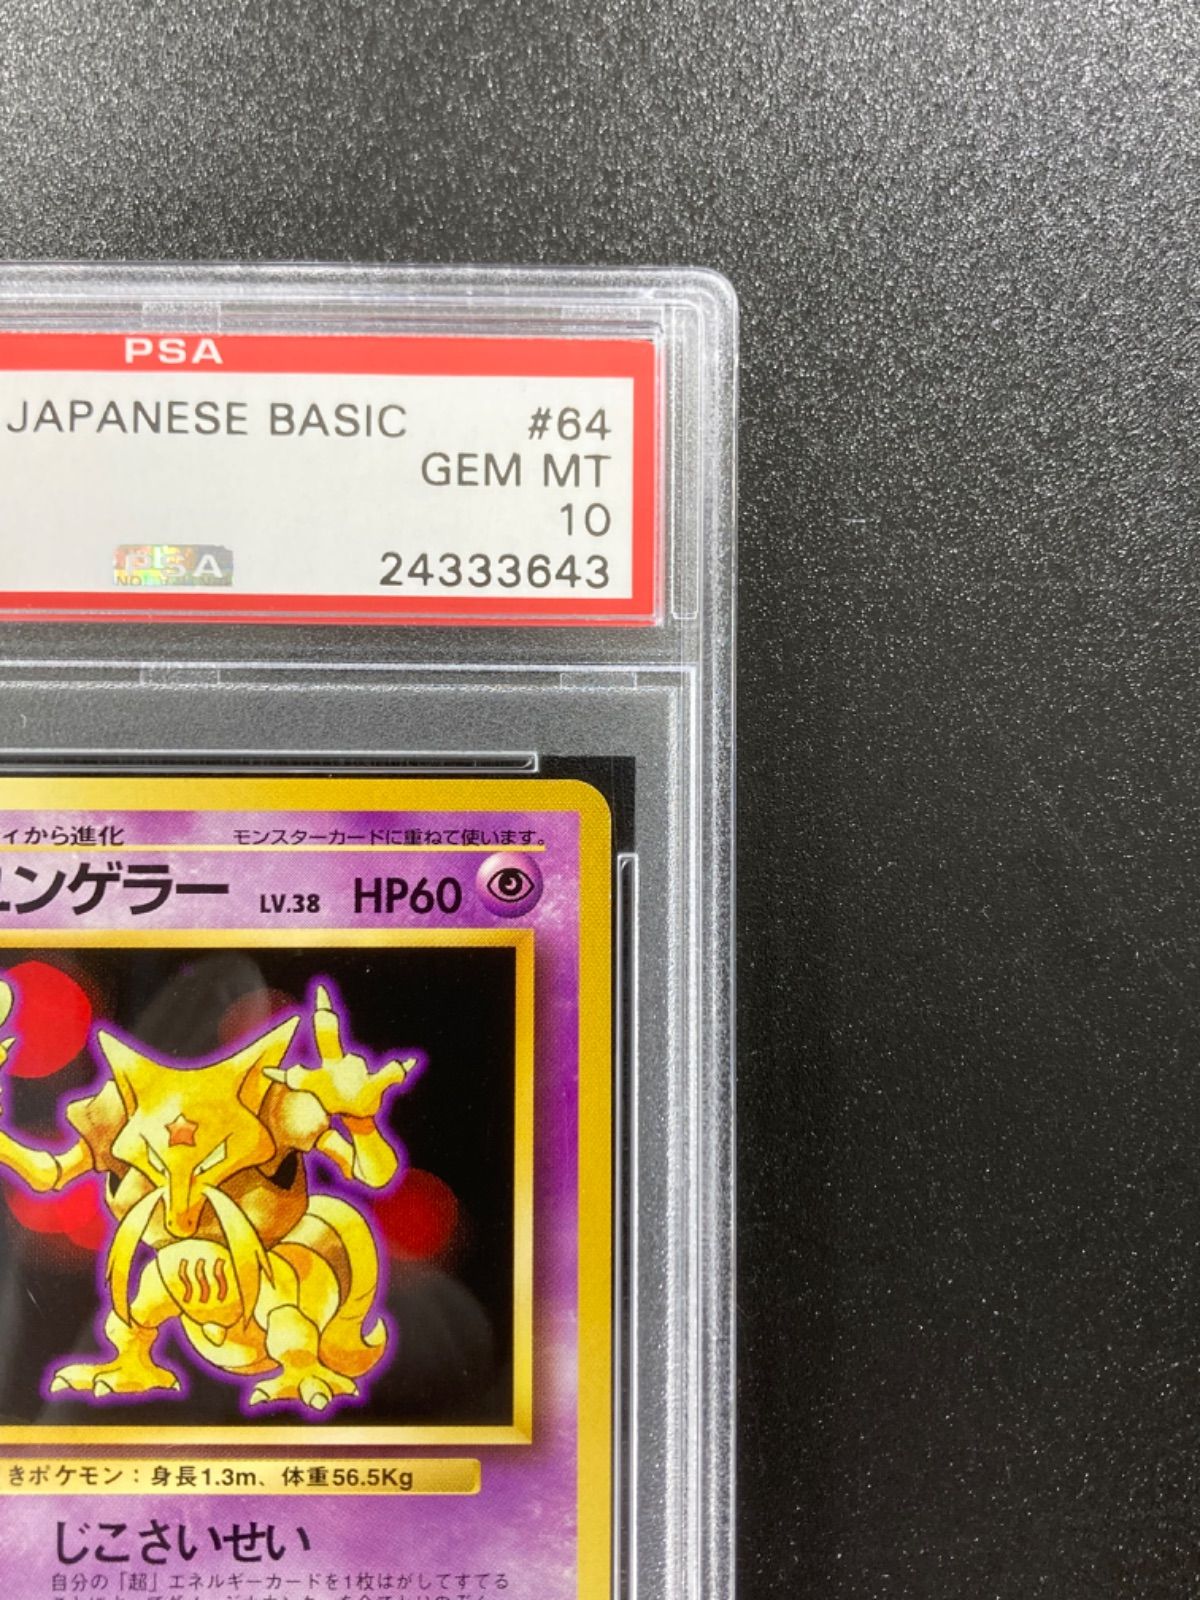 PSA
JAPANESE BASIC #64
GEM MT
10
PSA
24333643
ィから進化 モンスターカードに重ねて使います。
ユンゲラー LV.38 HP60
きポケモン：身長1.3m、体重56.5Kg
じこさいせい
自分の「超」エネルギーカードを1枚はがしてすてる